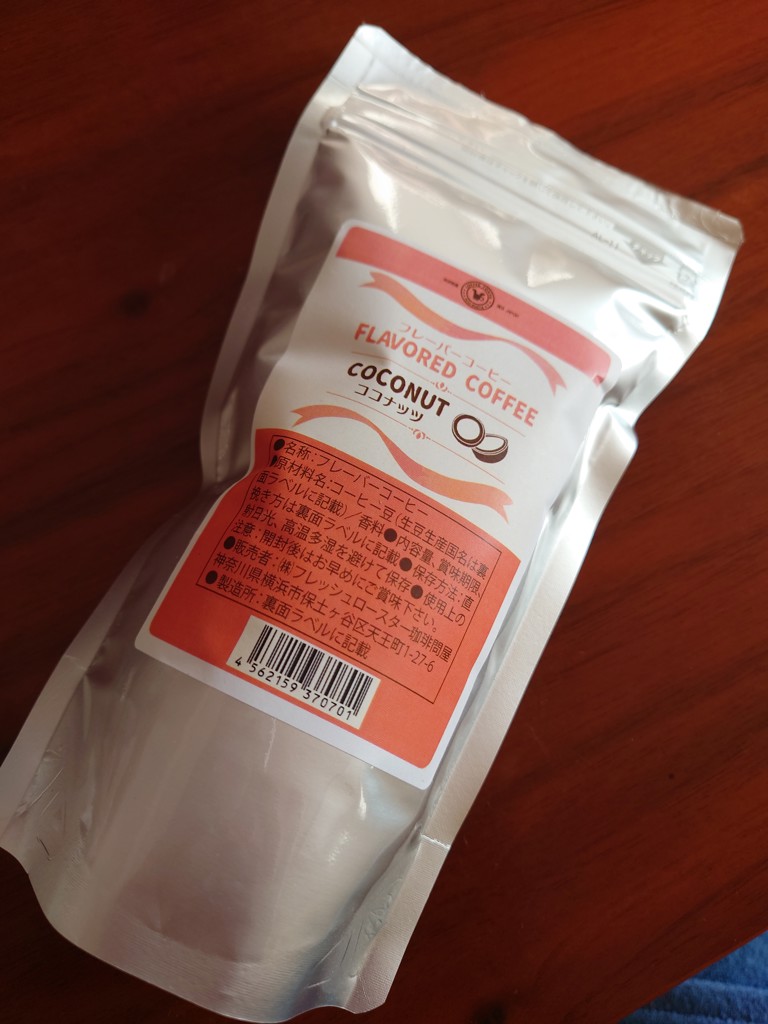 フレーバーコーヒー
FLAVORED COFFEE
COCONUT
ココナッツ
●名称：フレーバーコーヒー
●原材料名：コーヒー豆(生豆生産国名は裏
面ラベルに記載)／香料●内容量、賞味期限、
挽き方は裏面ラベルに記載●保存方法：直
射日光、高温多湿を避けて保存●使用上の
注意：開封後はお早めにご賞味下さい。
●販売者：㈱フレッシュロースター珈琲問屋
神奈川県横浜市保土ヶ谷区天王町1-27-6
●製造所：裏面ラベルに記載
4 562159 370701